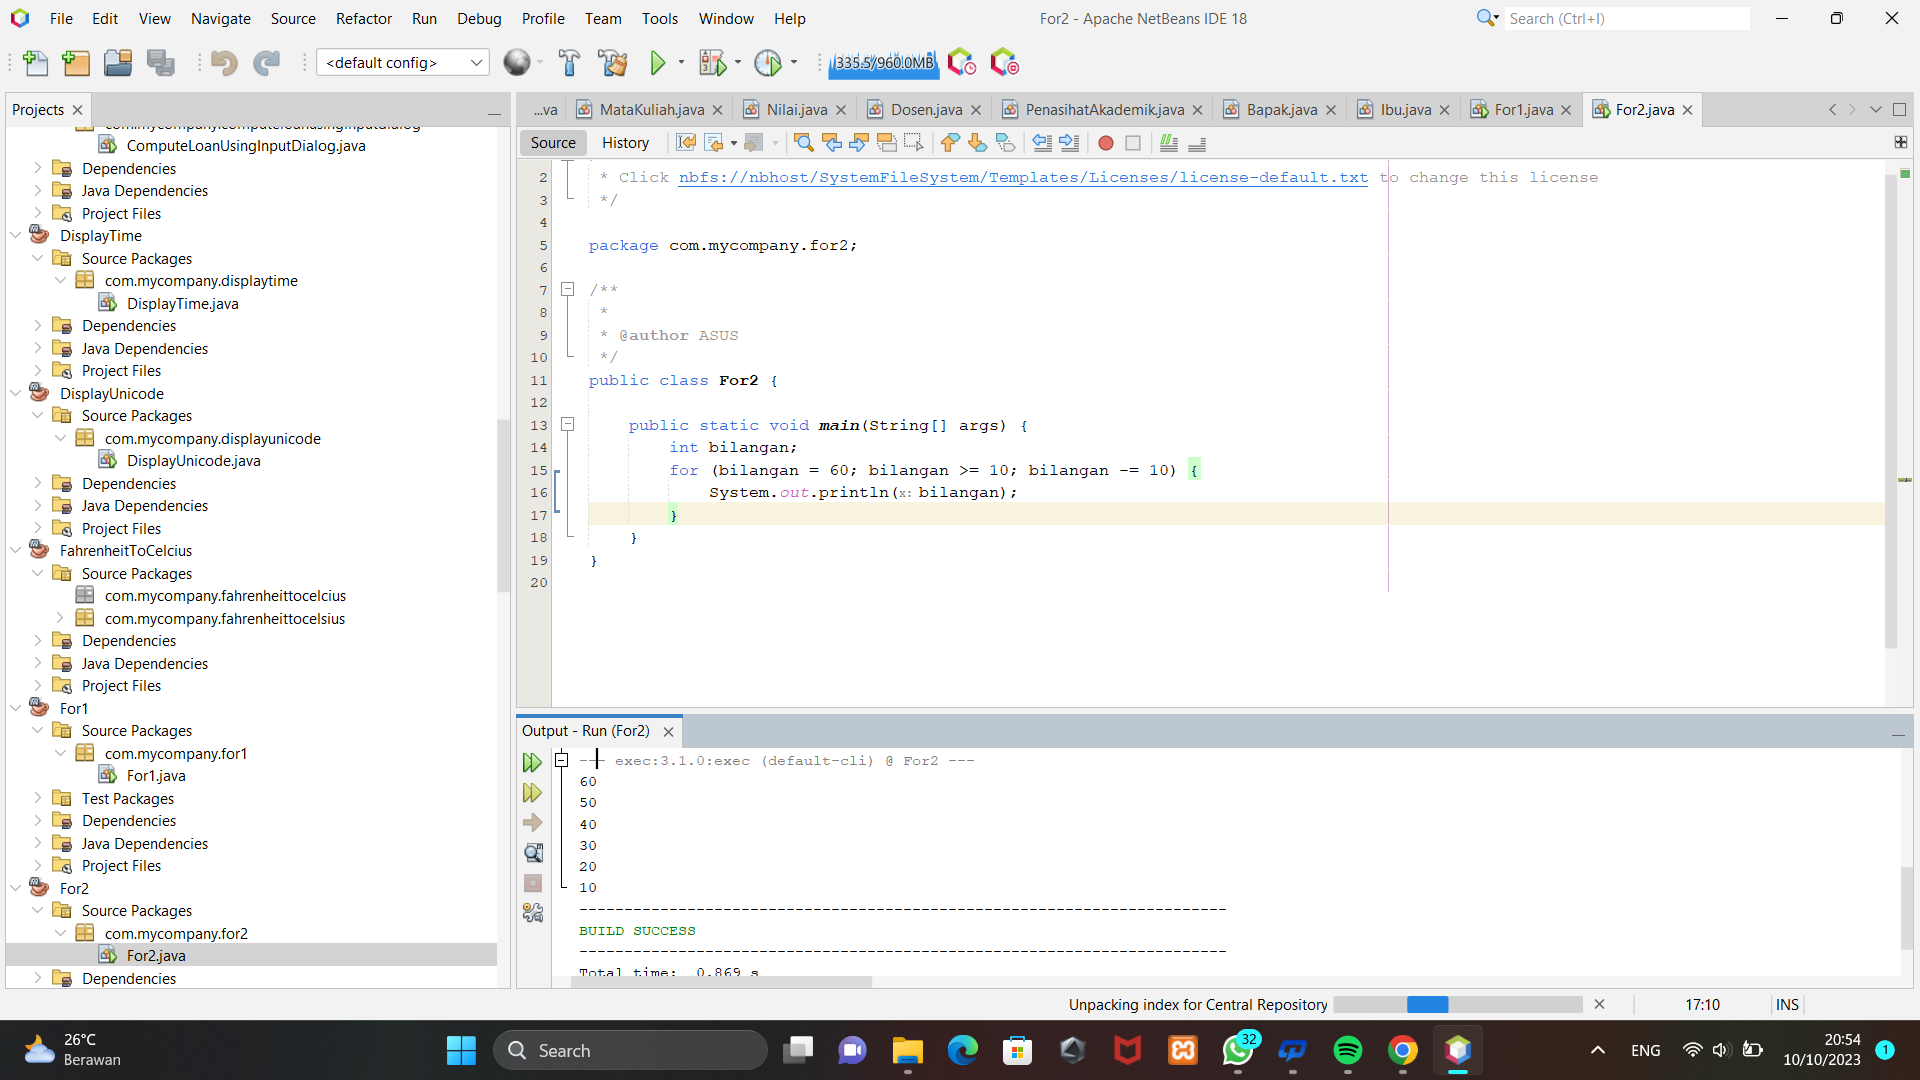 File Edit View Navigate Source Refactor Run Debug Profile Team Tools Window Help
For2 - Apache NetBeans IDE 18
Search (Ctrl+I)
<default config>
335.5/960.0MB
Projects
com.mycompany.computeloanusinginputdialog
ComputeLoanUsingInputDialog.java
Dependencies
Java Dependencies
Project Files
DisplayTime
Source Packages
com.mycompany.displaytime
DisplayTime.java
Dependencies
Java Dependencies
Project Files
DisplayUnicode
Source Packages
com.mycompany.displayunicode
DisplayUnicode.java
Dependencies
Java Dependencies
Project Files
FahrenheitToCelcius
Source Packages
com.mycompany.fahrenheittocelcius
com.mycompany.fahrenheittocelsius
Dependencies
Java Dependencies
Project Files
For1
Source Packages
com.mycompany.for1
For1.java
Test Packages
Dependencies
Java Dependencies
Project Files
For2
Source Packages
com.mycompany.for2
For2.java
Dependencies
...va MataKuliah.java Nilai.java Dosen.java PenasihatAkademik.java Bapak.java Ibu.java For1.java For2.java
Source History
2 * Click nbfs://nbhost/SystemFileSystem/Templates/Licenses/license-default.txt to change this license
3 */
4
5 package com.mycompany.for2;
6
7 /**
8 *
9 * @author ASUS
10 */
11 public class For2 {
12
13 public static void main(String[] args) {
14 int bilangan;
15 for (bilangan = 60; bilangan >= 10; bilangan -= 10) {
16 System.out.println(x: bilangan);
17 }
18 }
19 }
20
Output - Run (For2)
--- exec:3.1.0:exec (default-cli) @ For2 ---
60
50
40
30
20
10
------------------------------------------------------------------------
BUILD SUCCESS
------------------------------------------------------------------------
Total time: 0.869 s
Unpacking index for Central Repository
17:10
INS
26°C
Berawan
Search
32
ENG
20:54
10/10/2023
1